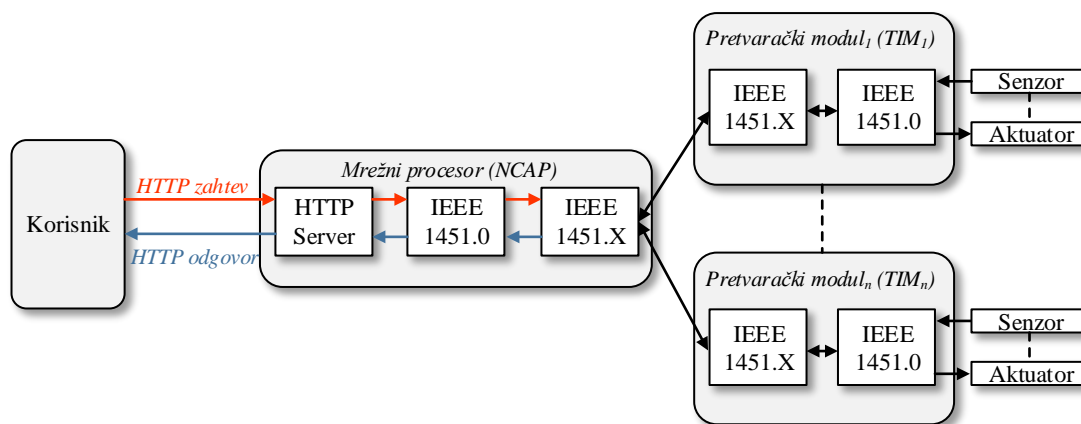 Korisnik
HTTP zahtev
HTTP odgovor
Mrežni procesor (NCAP)
HTTP
Server
IEEE
1451.0
IEEE
1451.X
Pretvarački modul₁ (TIM₁)
IEEE
1451.X
IEEE
1451.0
Senzor
Aktuator
Pretvarački modulₙ (TIMₙ)
IEEE
1451.X
IEEE
1451.0
Senzor
Aktuator